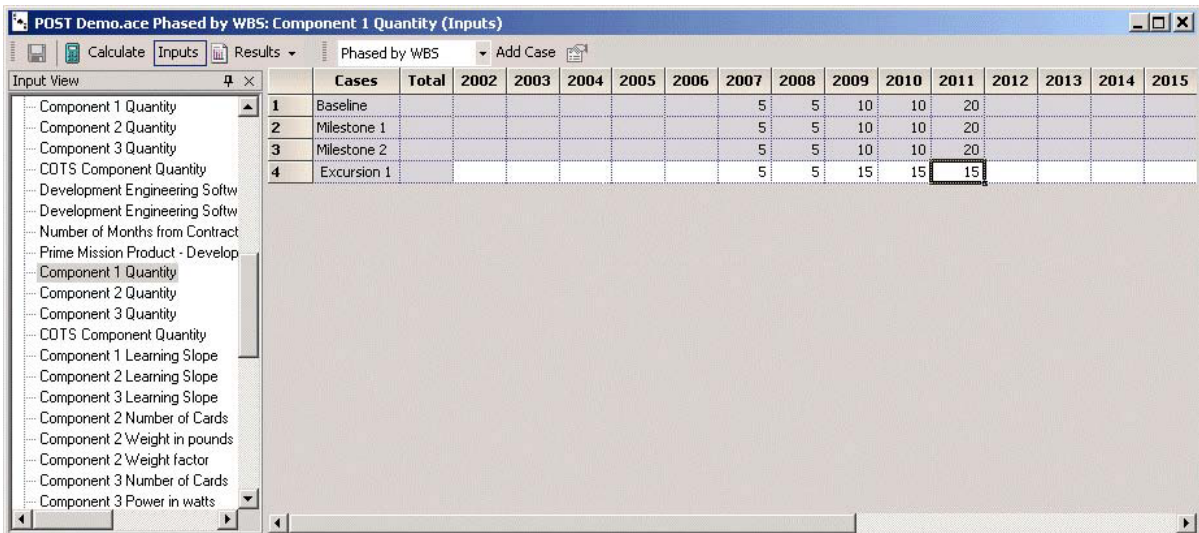 POST Demo.ace Phased by WBS: Component 1 Quantity (Inputs)
Calculate Inputs Results Phased by WBS Add Case
Input View
Component 1 Quantity
Component 2 Quantity
Component 3 Quantity
COTS Component Quantity
Development Engineering Softw
Development Engineering Softw
Number of Months from Contract
Prime Mission Product - Develop
Component 1 Quantity
Component 2 Quantity
Component 3 Quantity
COTS Component Quantity
Component 1 Learning Slope
Component 2 Learning Slope
Component 3 Learning Slope
Component 2 Number of Cards
Component 2 Weight in pounds
Component 2 Weight factor
Component 3 Number of Cards
Component 3 Power in watts
Cases Total 2002 2003 2004 2005 2006 2007 2008 2009 2010 2011 2012 2013 2014 2015
1 Baseline 5 5 10 10 20
2 Milestone 1 5 5 10 10 20
3 Milestone 2 5 5 10 10 20
4 Excursion 1 5 5 15 15 15